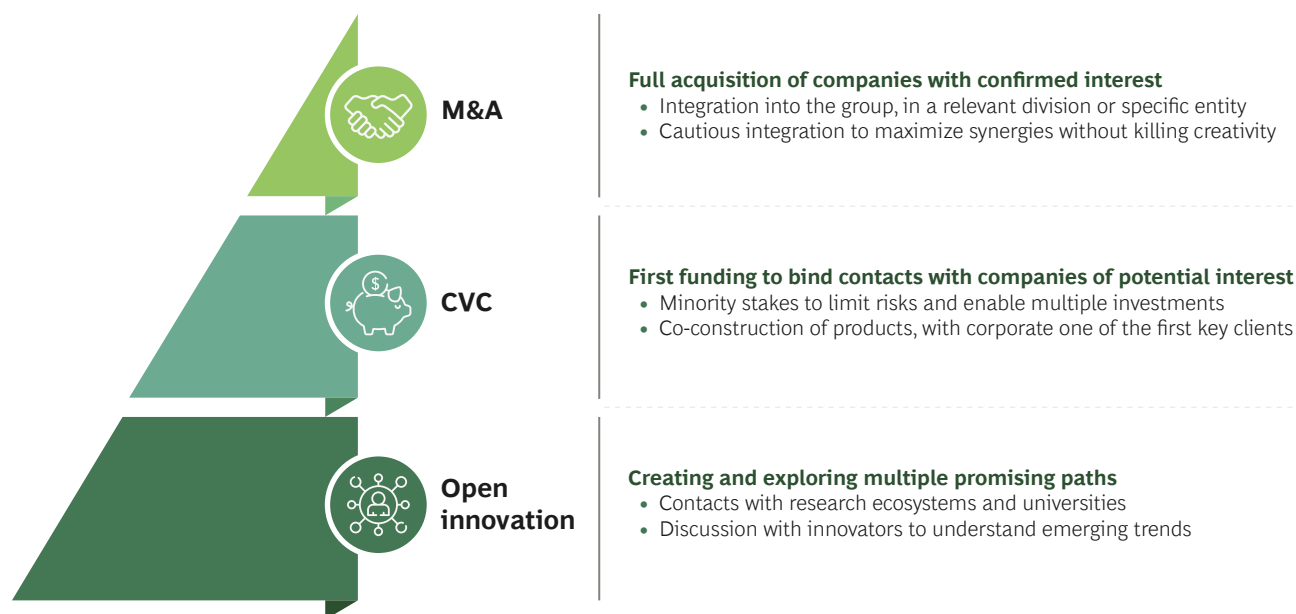 M&A
Full acquisition of companies with confirmed interest
• Integration into the group, in a relevant division or specific entity
• Cautious integration to maximize synergies without killing creativity
$
CVC
First funding to bind contacts with companies of potential interest
• Minority stakes to limit risks and enable multiple investments
• Co-construction of products, with corporate one of the first key clients
Open
innovation
Creating and exploring multiple promising paths
• Contacts with research ecosystems and universities
• Discussion with innovators to understand emerging trends